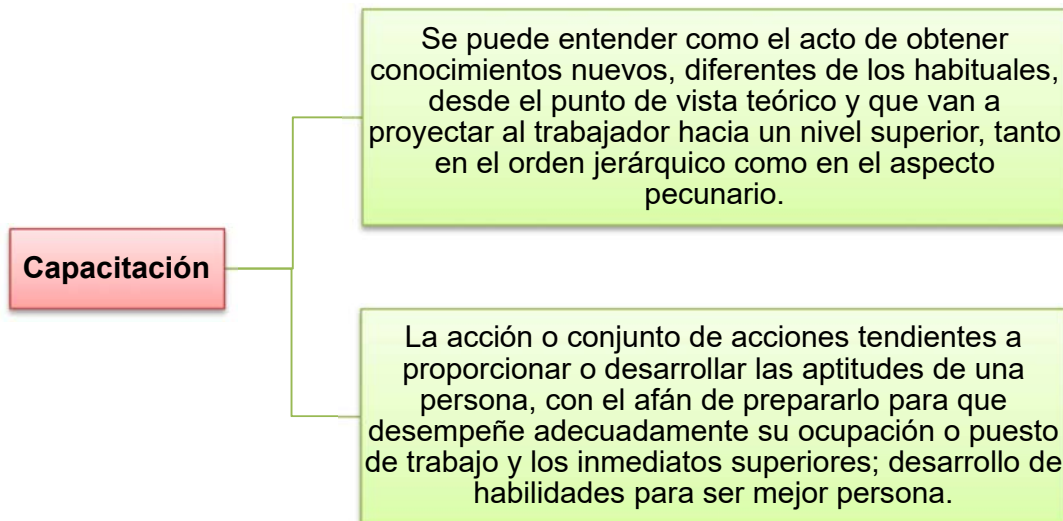 Se puede entender como el acto de obtener
conocimientos nuevos, diferentes de los habituales,
desde el punto de vista teórico y que van a
proyectar al trabajador hacia un nivel superior, tanto
en el orden jerárquico como en el aspecto
pecunario.
Capacitación
La acción o conjunto de acciones tendientes a
proporcionar o desarrollar las aptitudes de una
persona, con el afán de prepararlo para que
desempeñe adecuadamente su ocupación o puesto
de trabajo y los inmediatos superiores; desarrollo de
habilidades para ser mejor persona.